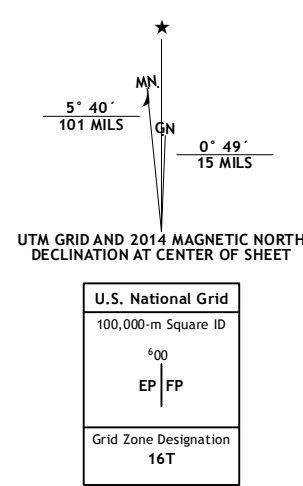 ★
MN
5° 40´
101 MILS
GN
0° 49´
15 MILS
UTM GRID AND 2014 MAGNETIC NORTH
DECLINATION AT CENTER OF SHEET
U.S. National Grid
100,000-m Square ID
⁶00
EP FP
Grid Zone Designation
16T